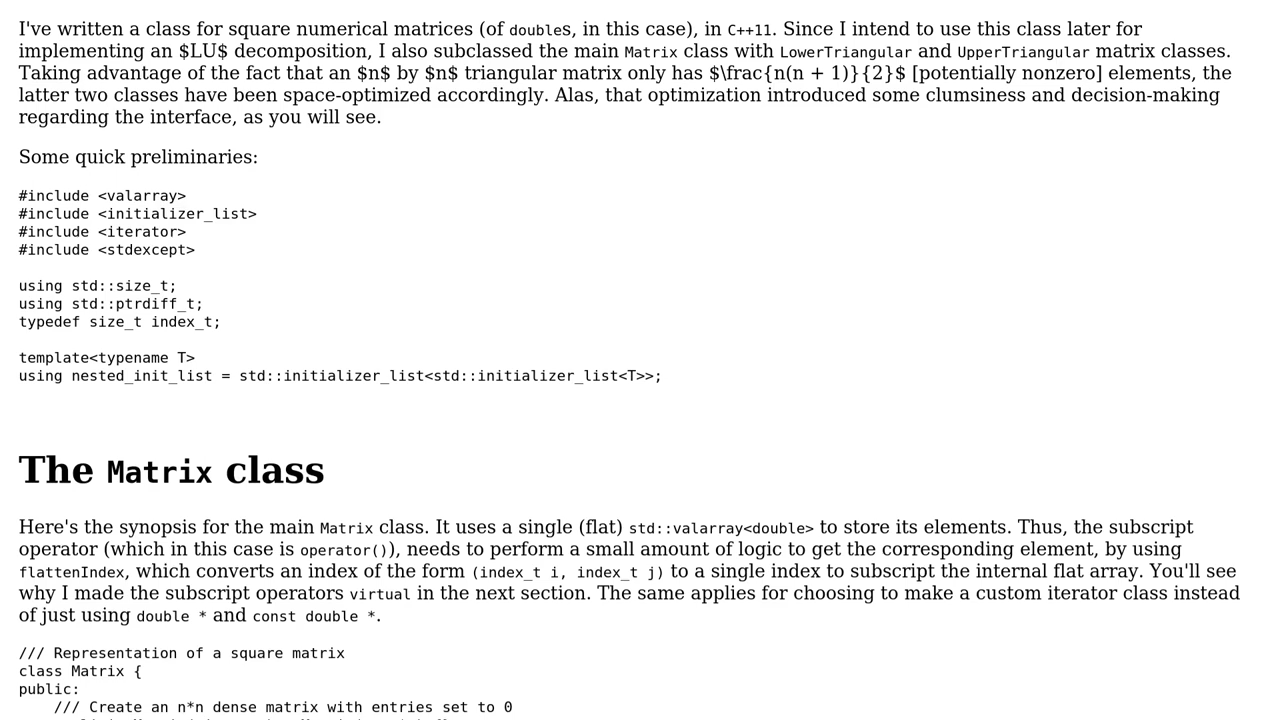 I've written a class for square numerical matrices (of doubles, in this case), in C++11. Since I intend to use this class later for
implementing an $LU$ decomposition, I also subclassed the main Matrix class with LowerTriangular and UpperTriangular matrix classes.
Taking advantage of the fact that an $n$ by $n$ triangular matrix only has $\frac{n(n + 1)}{2}$ [potentially nonzero] elements, the
latter two classes have been space-optimized accordingly. Alas, that optimization introduced some clumsiness and decision-making
regarding the interface, as you will see.
Some quick preliminaries:
#include <valarray>
#include <initializer_list>
#include <iterator>
#include <stdexcept>
using std::size_t;
using std::ptrdiff_t;
typedef size_t index_t;
template<typename T>
using nested_init_list = std::initializer_list<std::initializer_list<T>>;
The Matrix class
Here's the synopsis for the main Matrix class. It uses a single (flat) std::valarray<double> to store its elements. Thus, the subscript
operator (which in this case is operator()), needs to perform a small amount of logic to get the corresponding element, by using
flattenIndex, which converts an index of the form (index_t i, index_t j) to a single index to subscript the internal flat array. You'll see
why I made the subscript operators virtual in the next section. The same applies for choosing to make a custom iterator class instead
of just using double * and const double *.
/// Representation of a square matrix
class Matrix {
public:
    /// Create an n*n dense matrix with entries set to 0